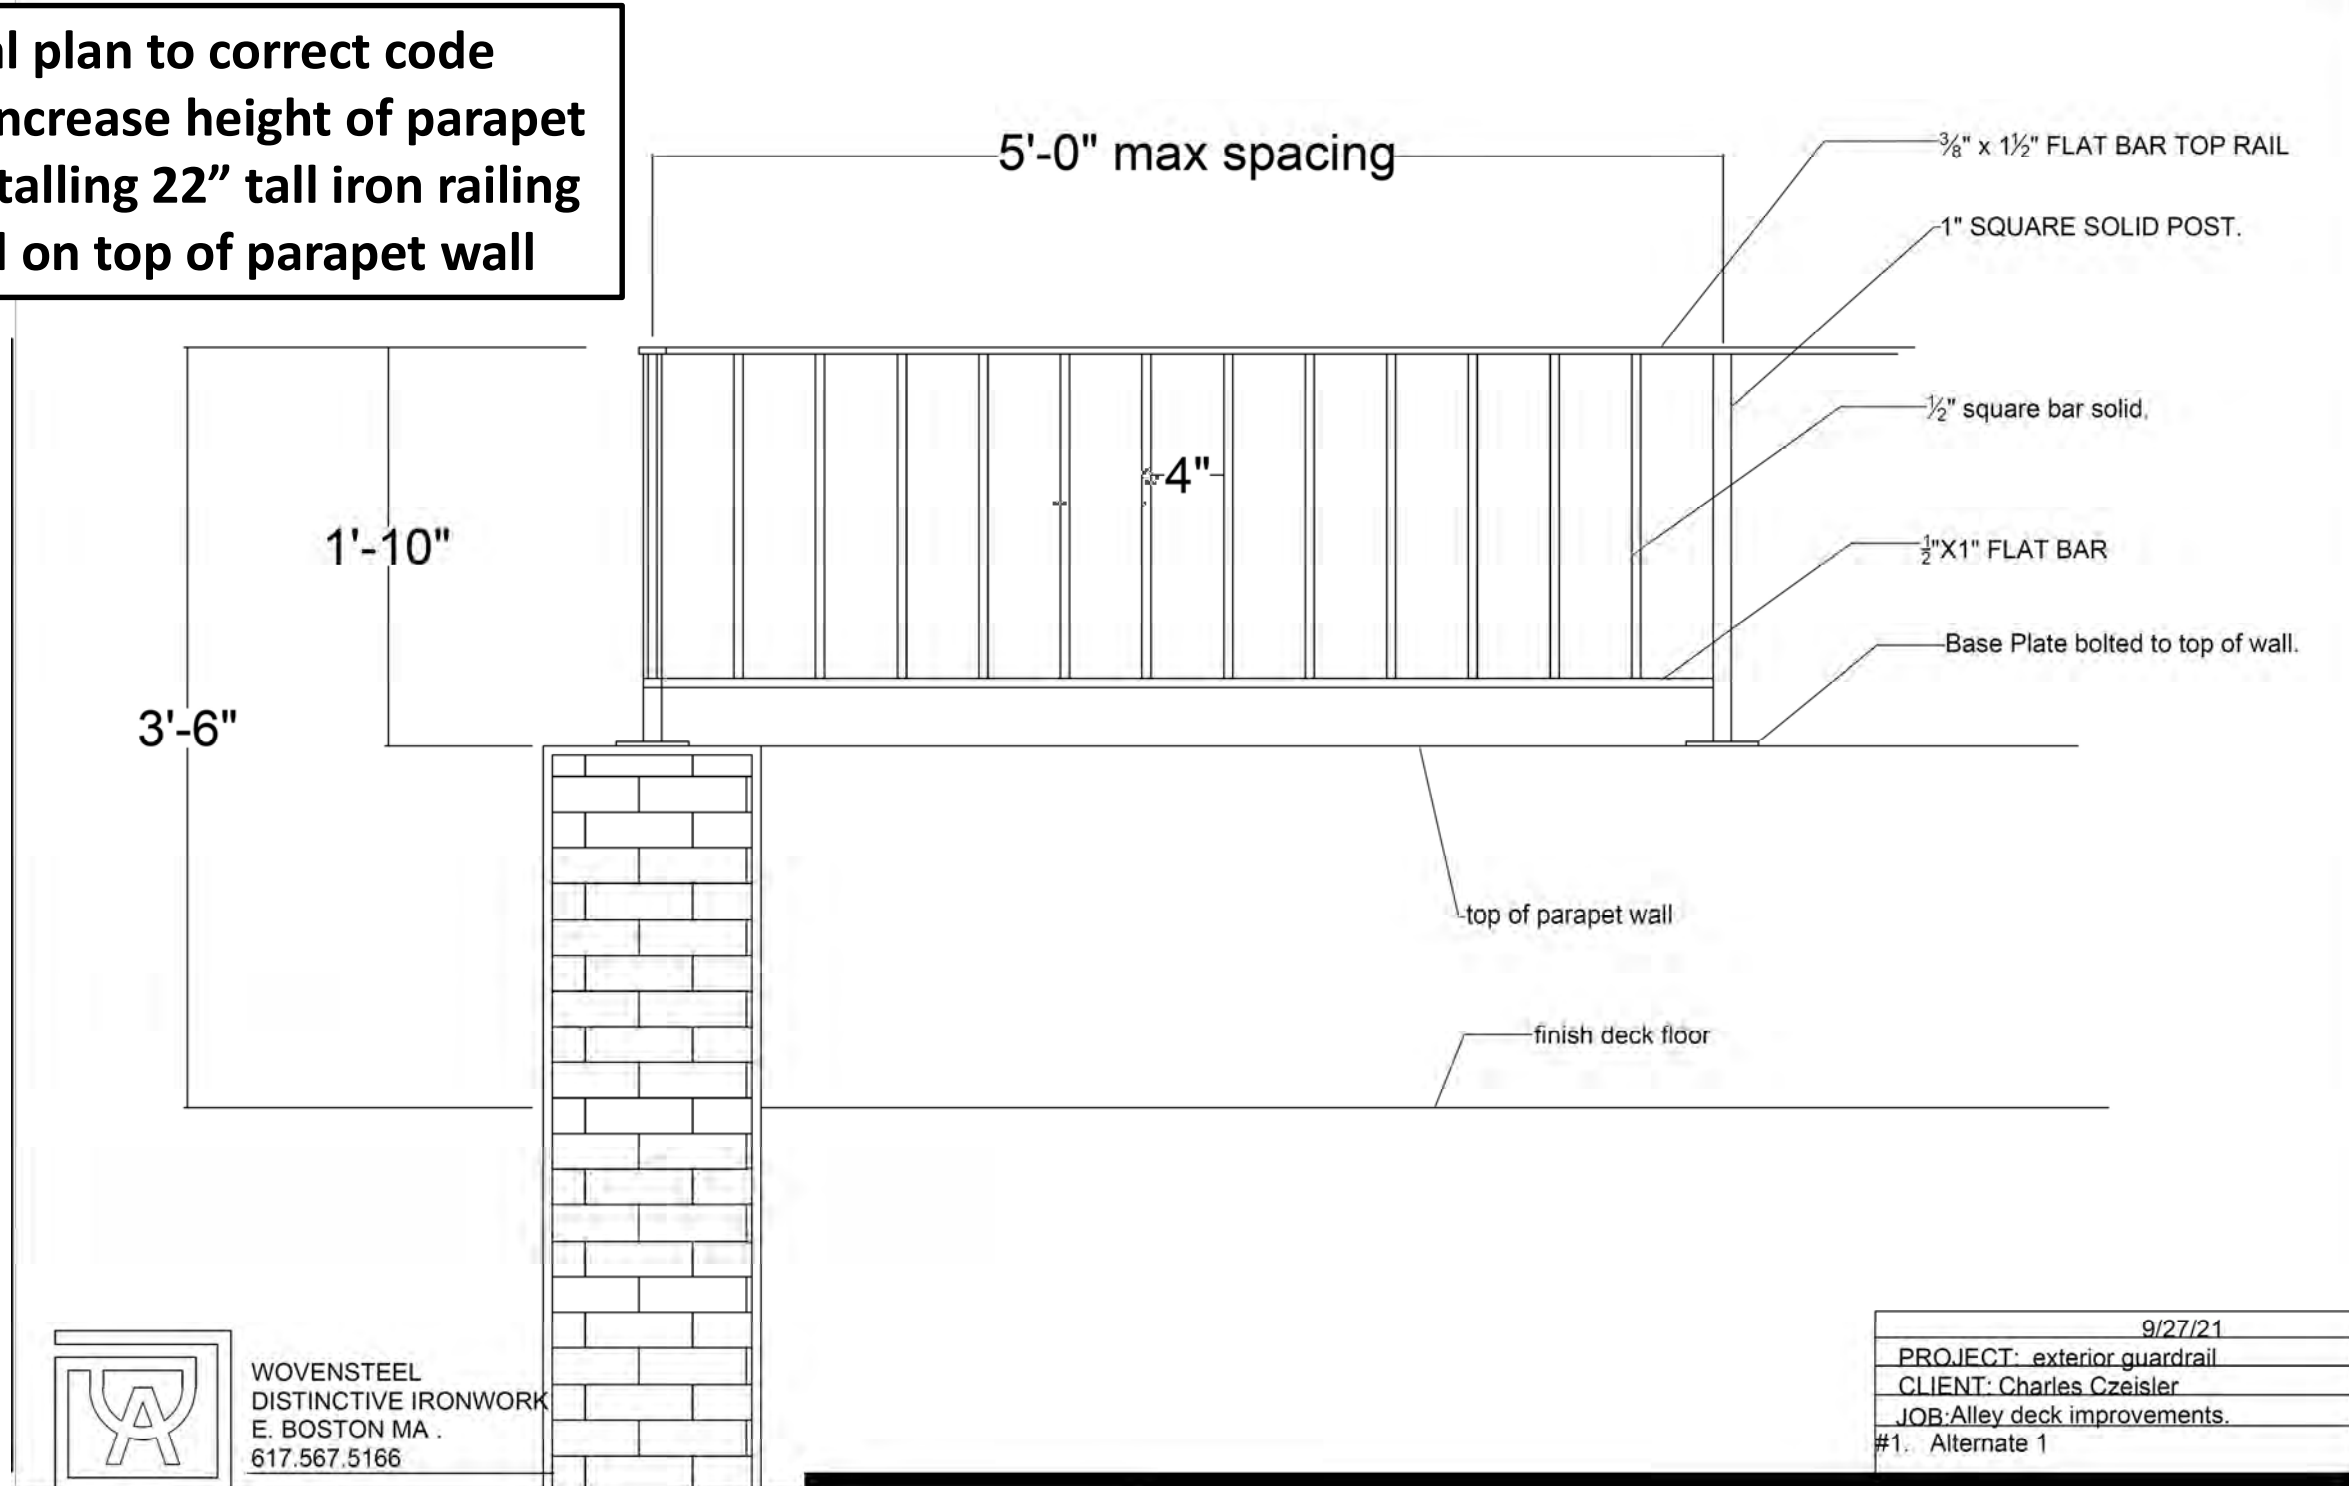 l plan to correct code
ncrease height of parapet
talling 22” tall iron railing
l on top of parapet wall
5'-0" max spacing
⅜" x 1½" FLAT BAR TOP RAIL
1" SQUARE SOLID POST.
½" square bar solid,
4"
1'-10"
½"X1" FLAT BAR
Base Plate bolted to top of wall.
3'-6"
top of parapet wall
finish deck floor
WOVENSTEEL
DISTINCTIVE IRONWORK
E. BOSTON MA .
617.567.5166
9/27/21
PROJECT: exterior guardrail
CLIENT: Charles Czeisler
JOB:Alley deck improvements.
#1. Alternate 1